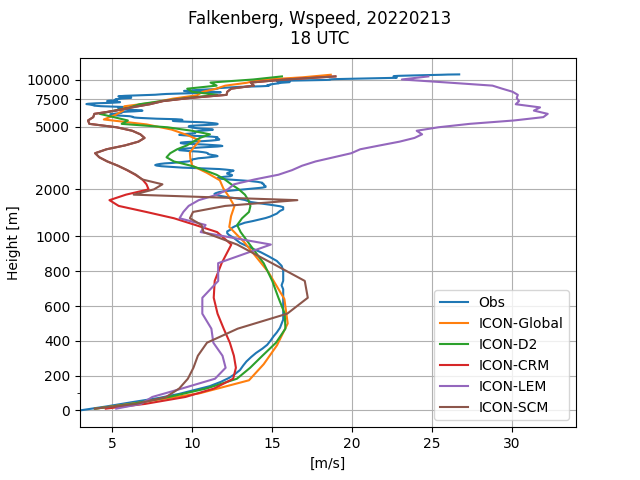 Falkenberg, Wspeed, 20220213
18 UTC
10000
7500
5000
2000
1000
800
600
400
200
0
Height [m]
Obs
ICON-Global
ICON-D2
ICON-CRM
ICON-LEM
ICON-SCM
5 10 15 20 25 30
[m/s]